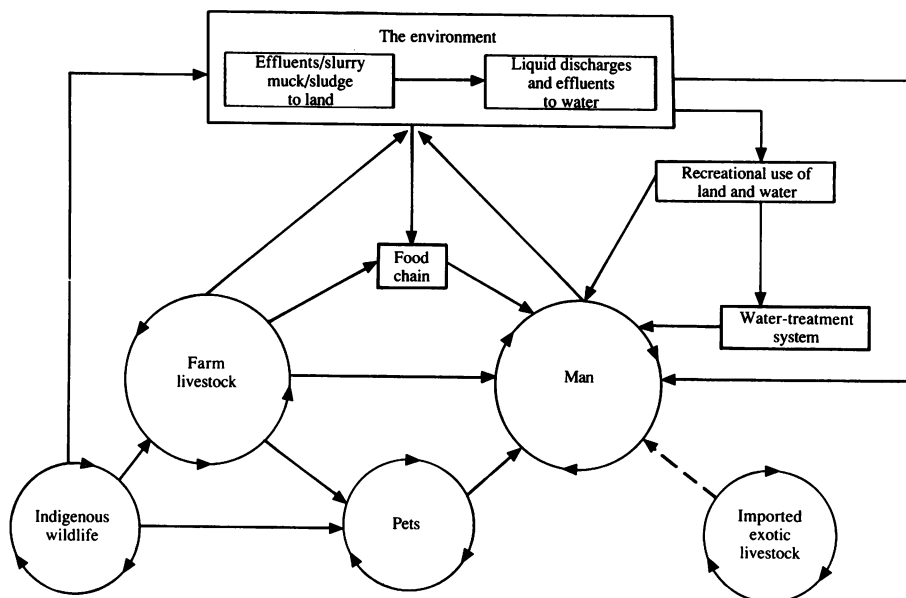 The environment
Effluents/slurry
muck/sludge
to land
Liquid discharges
and effluents
to water
Recreational use of
land and water
Food
chain
Water-treatment
system
Farm
livestock
Man
Indigenous
wildlife
Pets
Imported
exotic
livestock